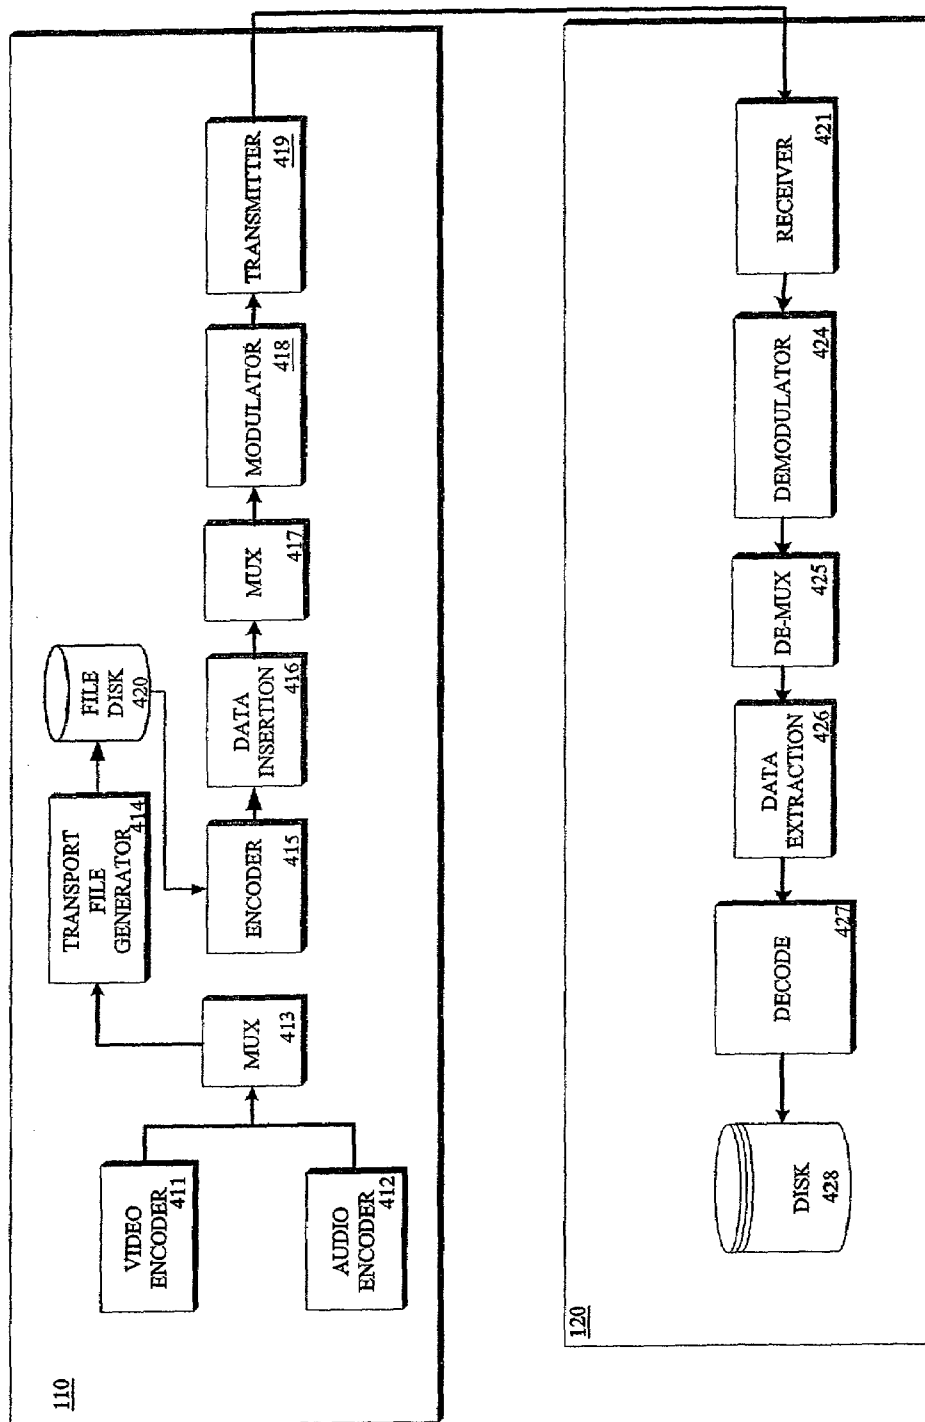 110
VIDEO
ENCODER
411
AUDIO
ENCODER
412
MUX
413
TRANSPORT
FILE
GENERATOR
414
FILE
DISK
420
ENCODER
415
DATA
INSERTION
416
MUX
417
MODULATOR
418
TRANSMITTER
419
120
RECEIVER
421
DEMODULATOR
424
DE-MUX
425
DATA
EXTRACTION
426
DECODE
427
DISK
428